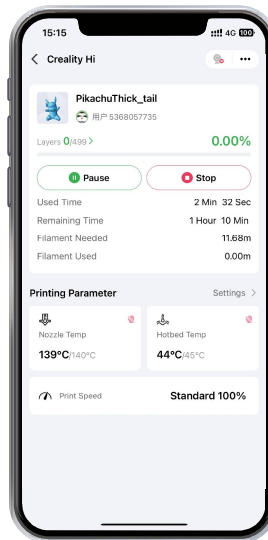 15:15 4G 100
Creality Hi
PikachuThick_tail
用户 5368057735
Layers 0/499 0.00%
Pause Stop
Used Time 2 Min 32 Sec
Remaining Time 1 Hour 10 Min
Filament Needed 11.68m
Filament Used 0.00m
Printing Parameter Settings
Nozzle Temp Hotbed Temp
139°C/140°C 44°C/45°C
Print Speed Standard 100%